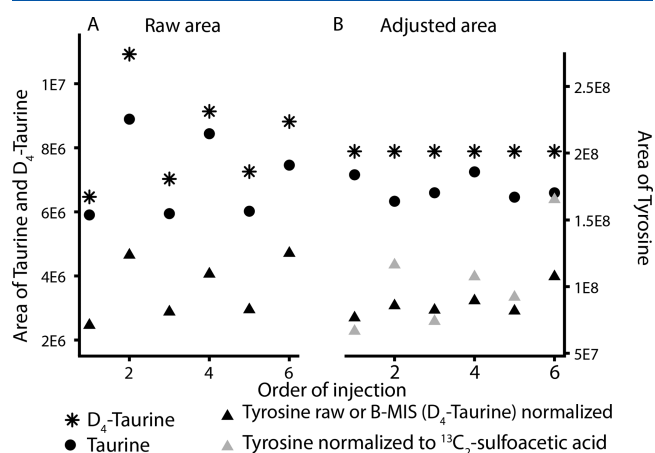 A Raw area
B Adjusted area
Area of Taurine and D4-Taurine
1E7
8E6
6E6
4E6
2E6
2.5E8
2E8
1.5E8
1E8
5E7
Area of Tyrosine
2 4 6
2 4 6
Order of injection
D4-Taurine
Taurine
Tyrosine raw or B-MIS (D4-Taurine) normalized
Tyrosine normalized to 13C2-sulfoacetic acid